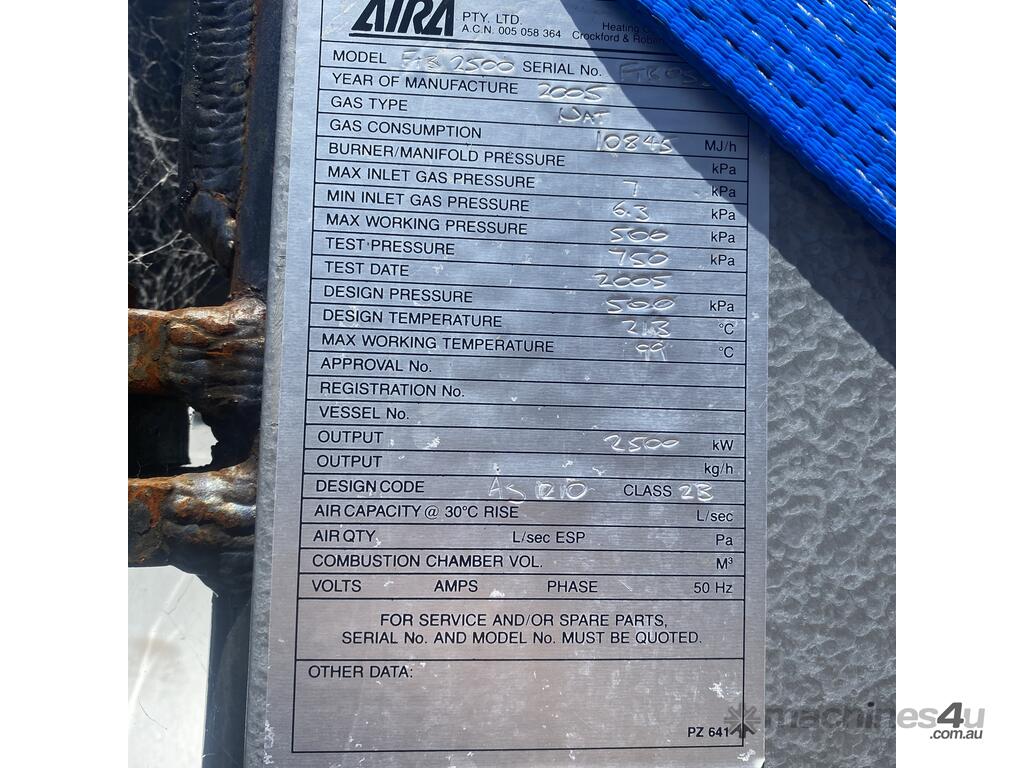 AIRA PTY. LTD.
A.C.N. 005 058 364
Heating
Crockford &
MODEL FTB 2500 SERIAL No.
YEAR OF MANUFACTURE 2005
GAS TYPE NAT
GAS CONSUMPTION 10845 MJ/h
BURNER/MANIFOLD PRESSURE kPa
MAX INLET GAS PRESSURE 7 kPa
MIN INLET GAS PRESSURE 6.3 kPa
MAX WORKING PRESSURE 500 kPa
TEST PRESSURE 750 kPa
TEST DATE 2005
DESIGN PRESSURE 500 kPa
DESIGN TEMPERATURE 213 °C
MAX WORKING TEMPERATURE 99 °C
APPROVAL No.
REGISTRATION No.
VESSEL No.
OUTPUT 2500 kW
OUTPUT kg/h
DESIGN CODE AS 1210 CLASS 2B
AIR CAPACITY @ 30°C RISE L/sec
AIR QTY. L/sec ESP Pa
COMBUSTION CHAMBER VOL. M³
VOLTS AMPS PHASE 50 Hz
FOR SERVICE AND/OR SPARE PARTS,
SERIAL No. AND MODEL No. MUST BE QUOTED.
OTHER DATA:
PZ 641
machines4u
.com.au